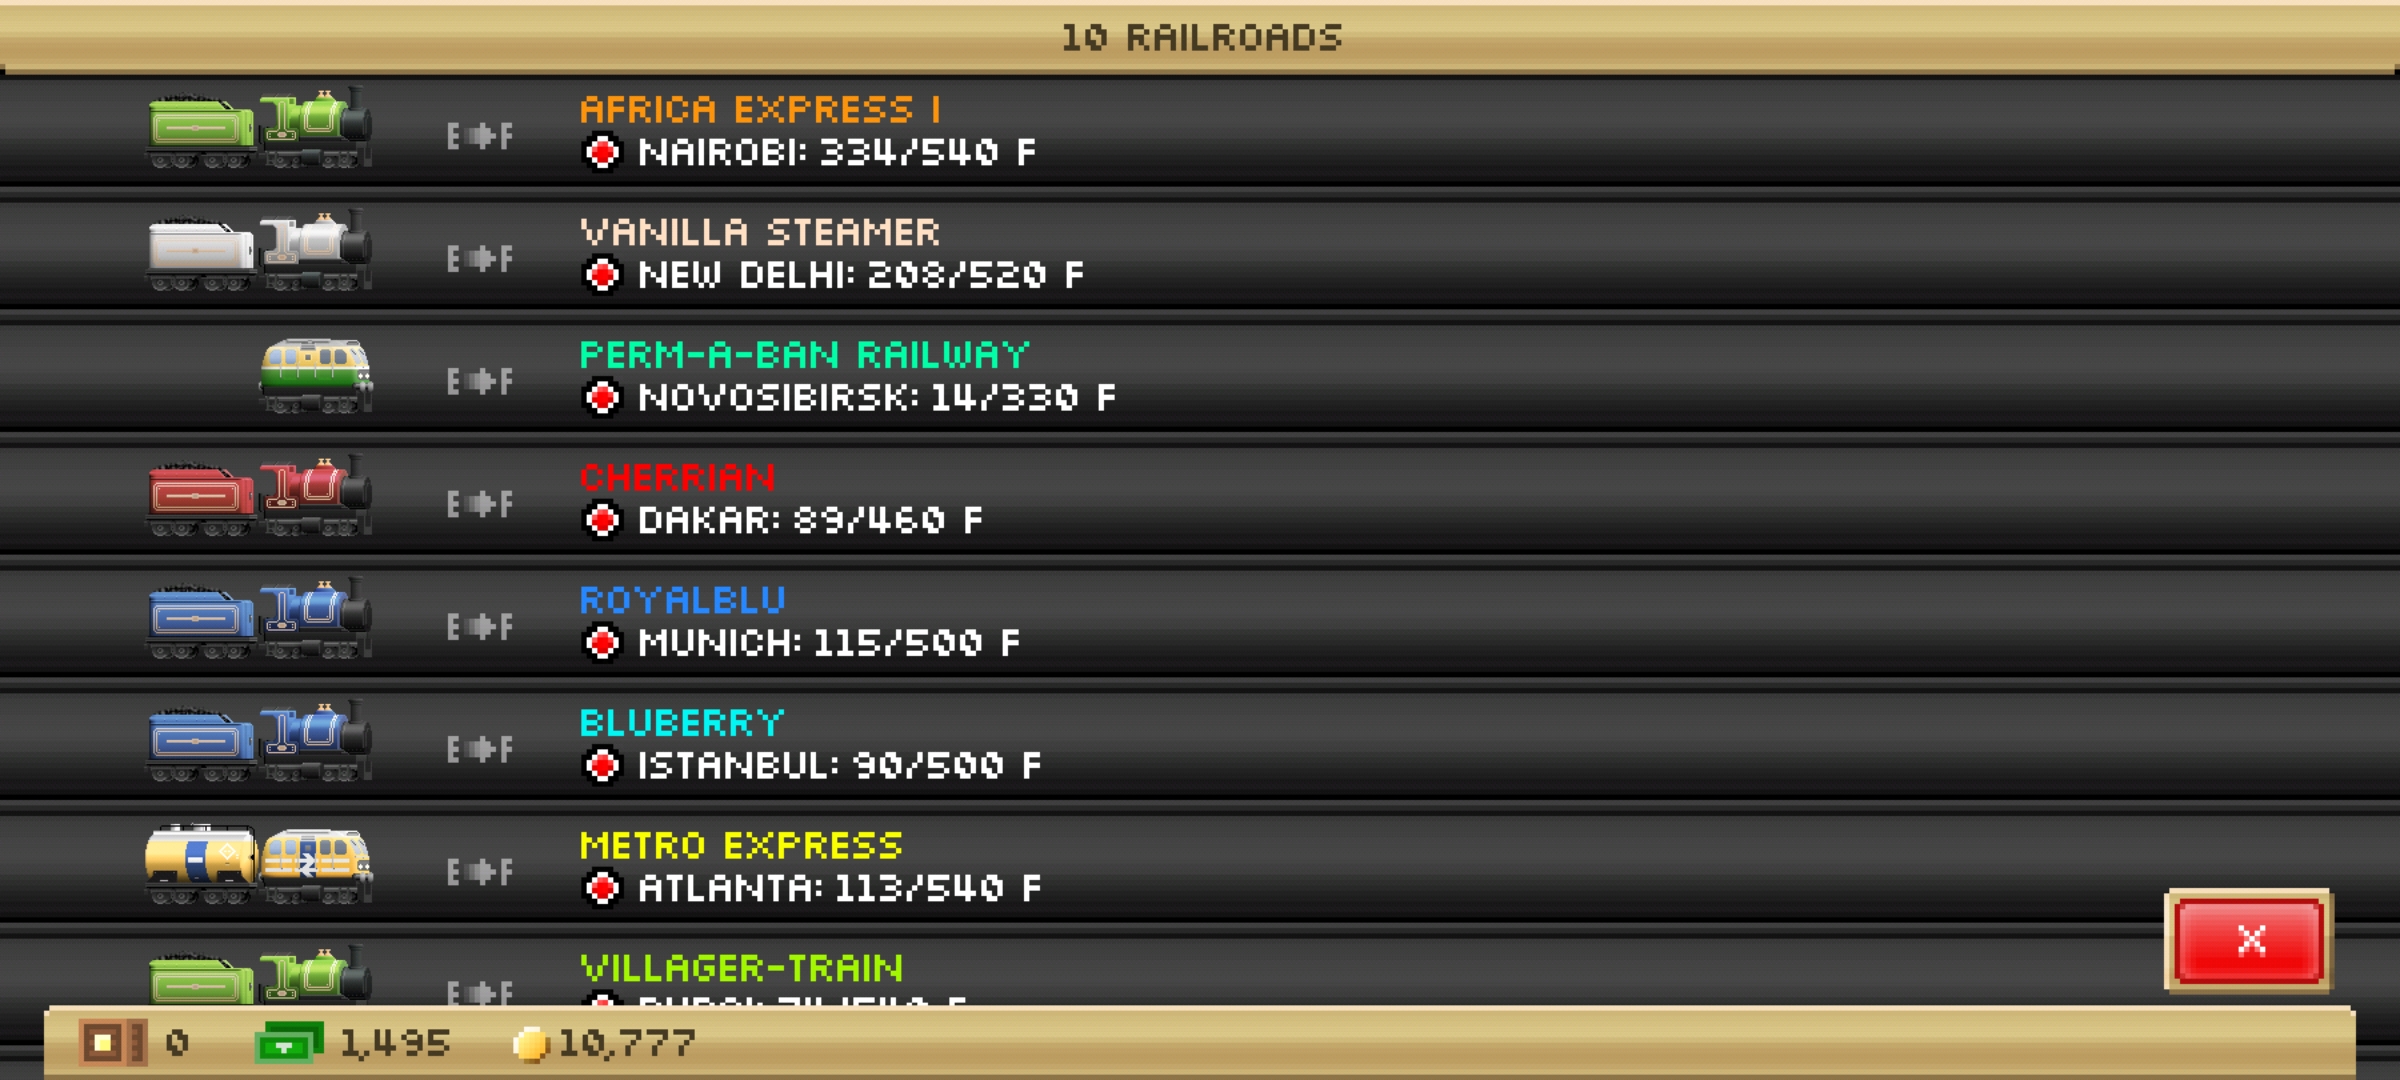 10 RAILROADS
AFRICA EXPRESS I
E F
NAIROBI: 334/540 F
VANILLA STEAMER
E F
NEW DELHI: 208/520 F
PERM-A-BAN RAILWAY
E F
NOVOSIBIRSK: 14/330 F
CHERRIAN
E F
DAKAR: 89/460 F
ROYALBLU
E F
MUNICH: 115/500 F
BLUBERRY
E F
ISTANBUL: 90/500 F
METRO EXPRESS
E F
ATLANTA: 113/540 F
X
VILLAGER-TRAIN
E F
0 1,495 10,777